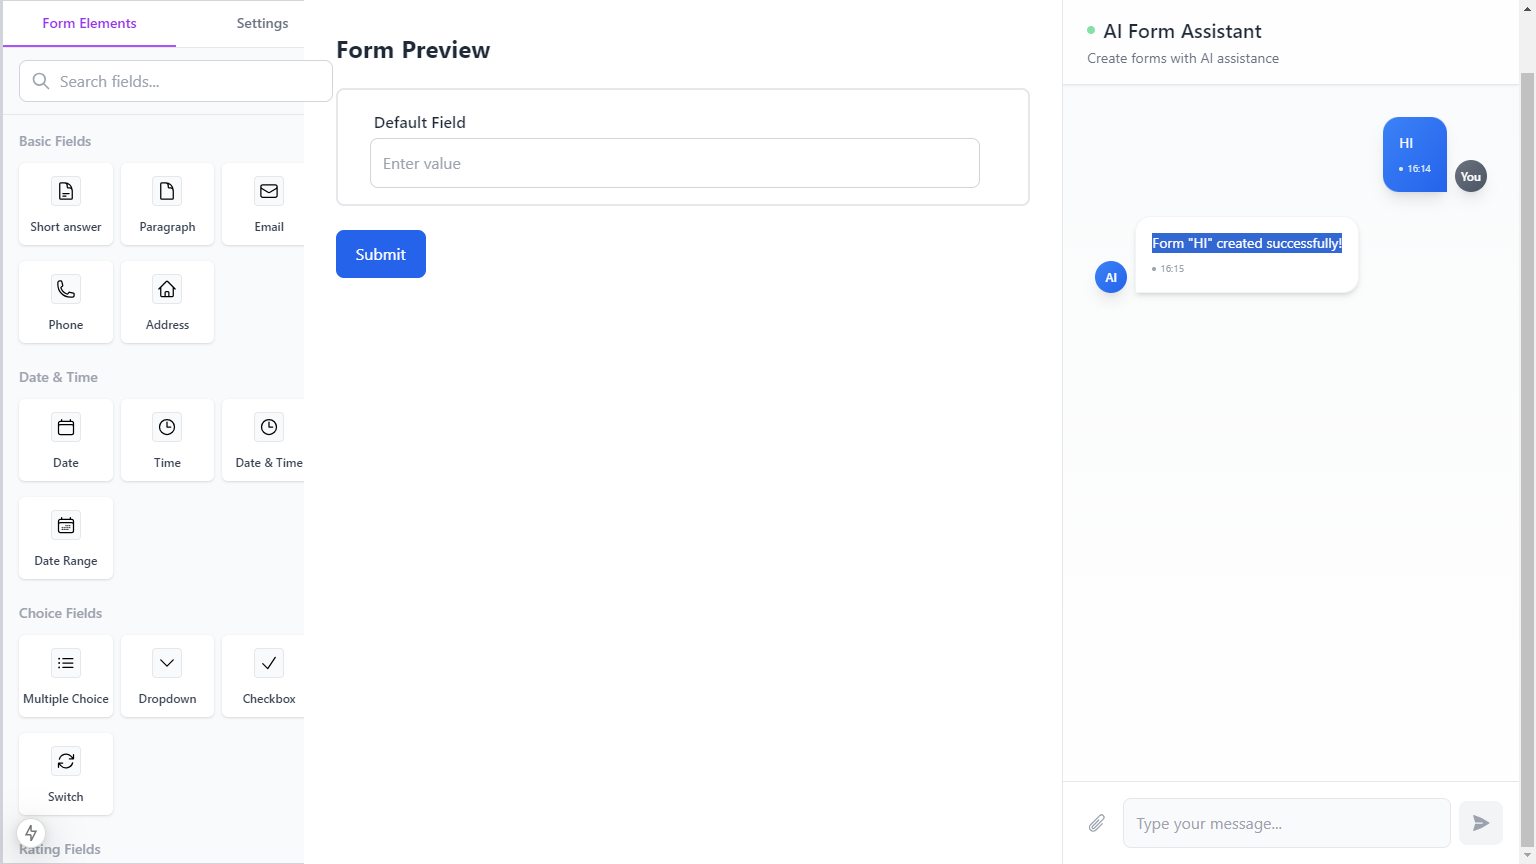 Form Elements
Settings
Search fields...
Basic Fields
Short answer
Paragraph
Email
Phone
Address
Date & Time
Date
Time
Date & Time
Date Range
Choice Fields
Multiple Choice
Dropdown
Checkbox
Switch
Rating Fields
Form Preview
Default Field
Enter value
Submit
AI Form Assistant
Create forms with AI assistance
HI
16:14
You
Form "HI" created successfully!
16:15
AI
Type your message...